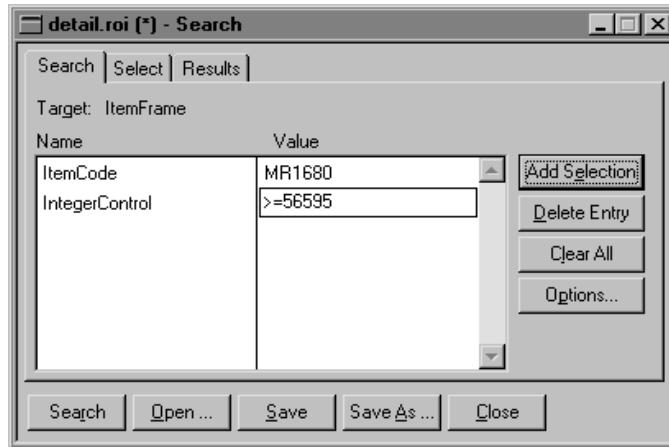 detail.roi (*) - Search
Search Select Results
Target: ItemFrame
Name Value
ItemCode MR1680
IntegerControl >=56595
Add Selection
Delete Entry
Clear All
Options...
Search Open ... Save Save As ... Close